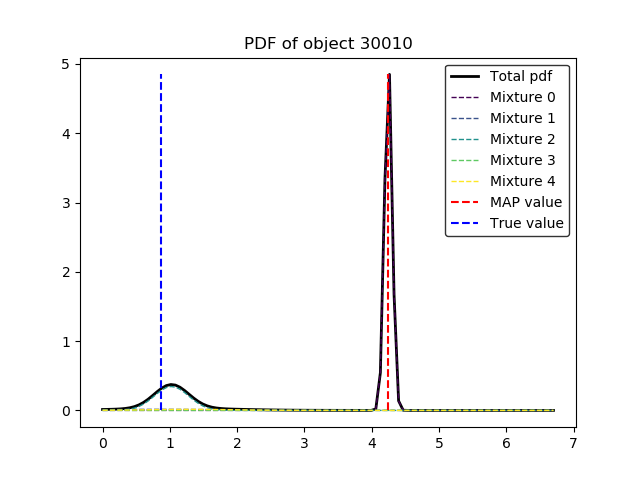 PDF of object 30010
5
4
3
2
1
0
0 1 2 3 4 5 6 7
Total pdf
Mixture 0
Mixture 1
Mixture 2
Mixture 3
Mixture 4
MAP value
True value